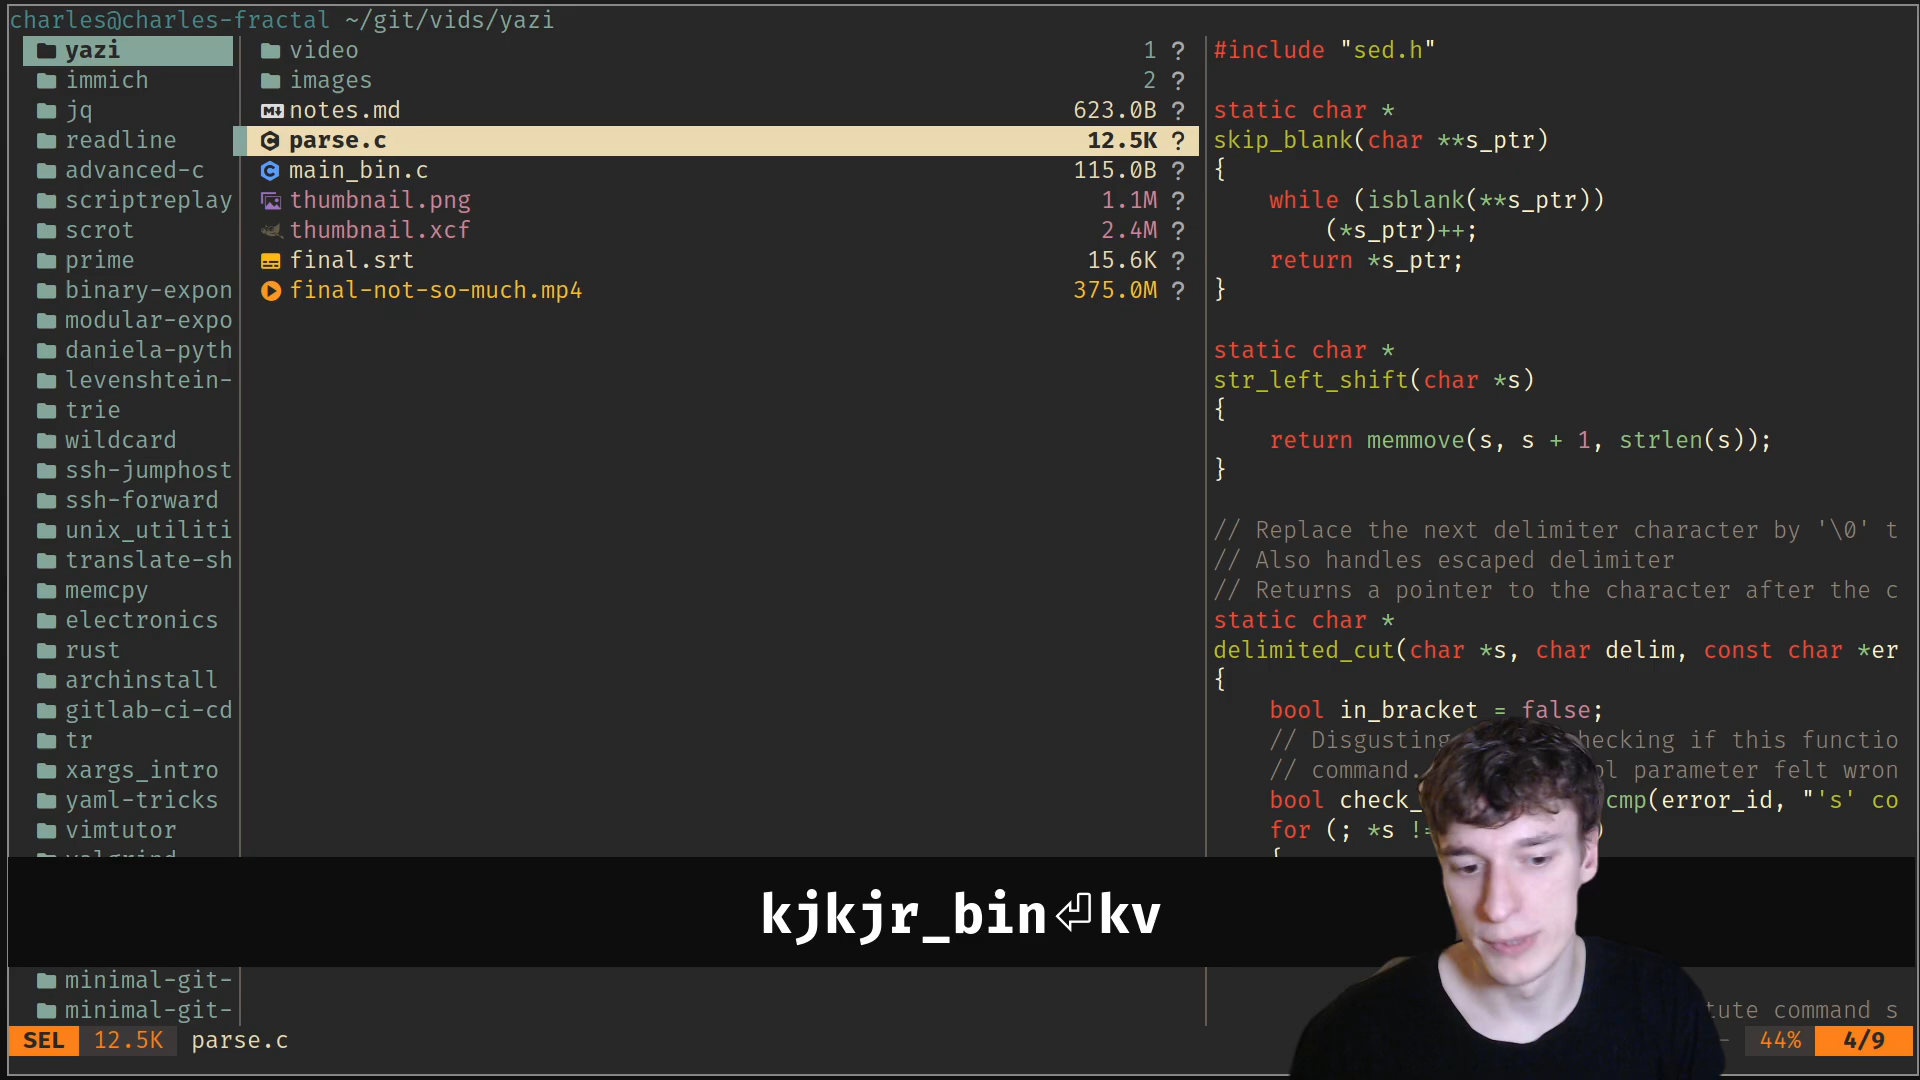 charles@charles-fractal ~/git/vids/yazi
yazi
immich
jq
readline
advanced-c
scriptreplay
scrot
prime
binary-expon
modular-expo
daniela-pyth
levenshtein-
trie
wildcard
ssh-jumphost
ssh-forward
unix_utiliti
translate-sh
memcpy
electronics
rust
archinstall
gitlab-ci-cd
tr
xargs_intro
yaml-tricks
vimtutor
minimal-git-
minimal-git-
video 1 ?
images 2 ?
notes.md 623.0B ?
parse.c 12.5K ?
main_bin.c 115.0B ?
thumbnail.png 1.1M ?
thumbnail.xcf 2.4M ?
final.srt 15.6K ?
final-not-so-much.mp4 375.0M ?
#include "sed.h"
static char *
skip_blank(char **s_ptr)
{
while (isblank(**s_ptr))
(*s_ptr)++;
return *s_ptr;
}
static char *
str_left_shift(char *s)
{
return memmove(s, s + 1, strlen(s));
}
// Replace the next delimiter character by '\0' t
// Also handles escaped delimiter
// Returns a pointer to the character after the c
static char *
delimited_cut(char *s, char delim, const char *er
{
bool in_bracket = false;
// Disgusting hecking if this functio
// command. ol parameter felt wron
bool check_ cmp(error_id, "'s' co
for (; *s != )
{
tute command s
kjkjr_bin⏎kv
SEL 12.5K parse.c 44% 4/9